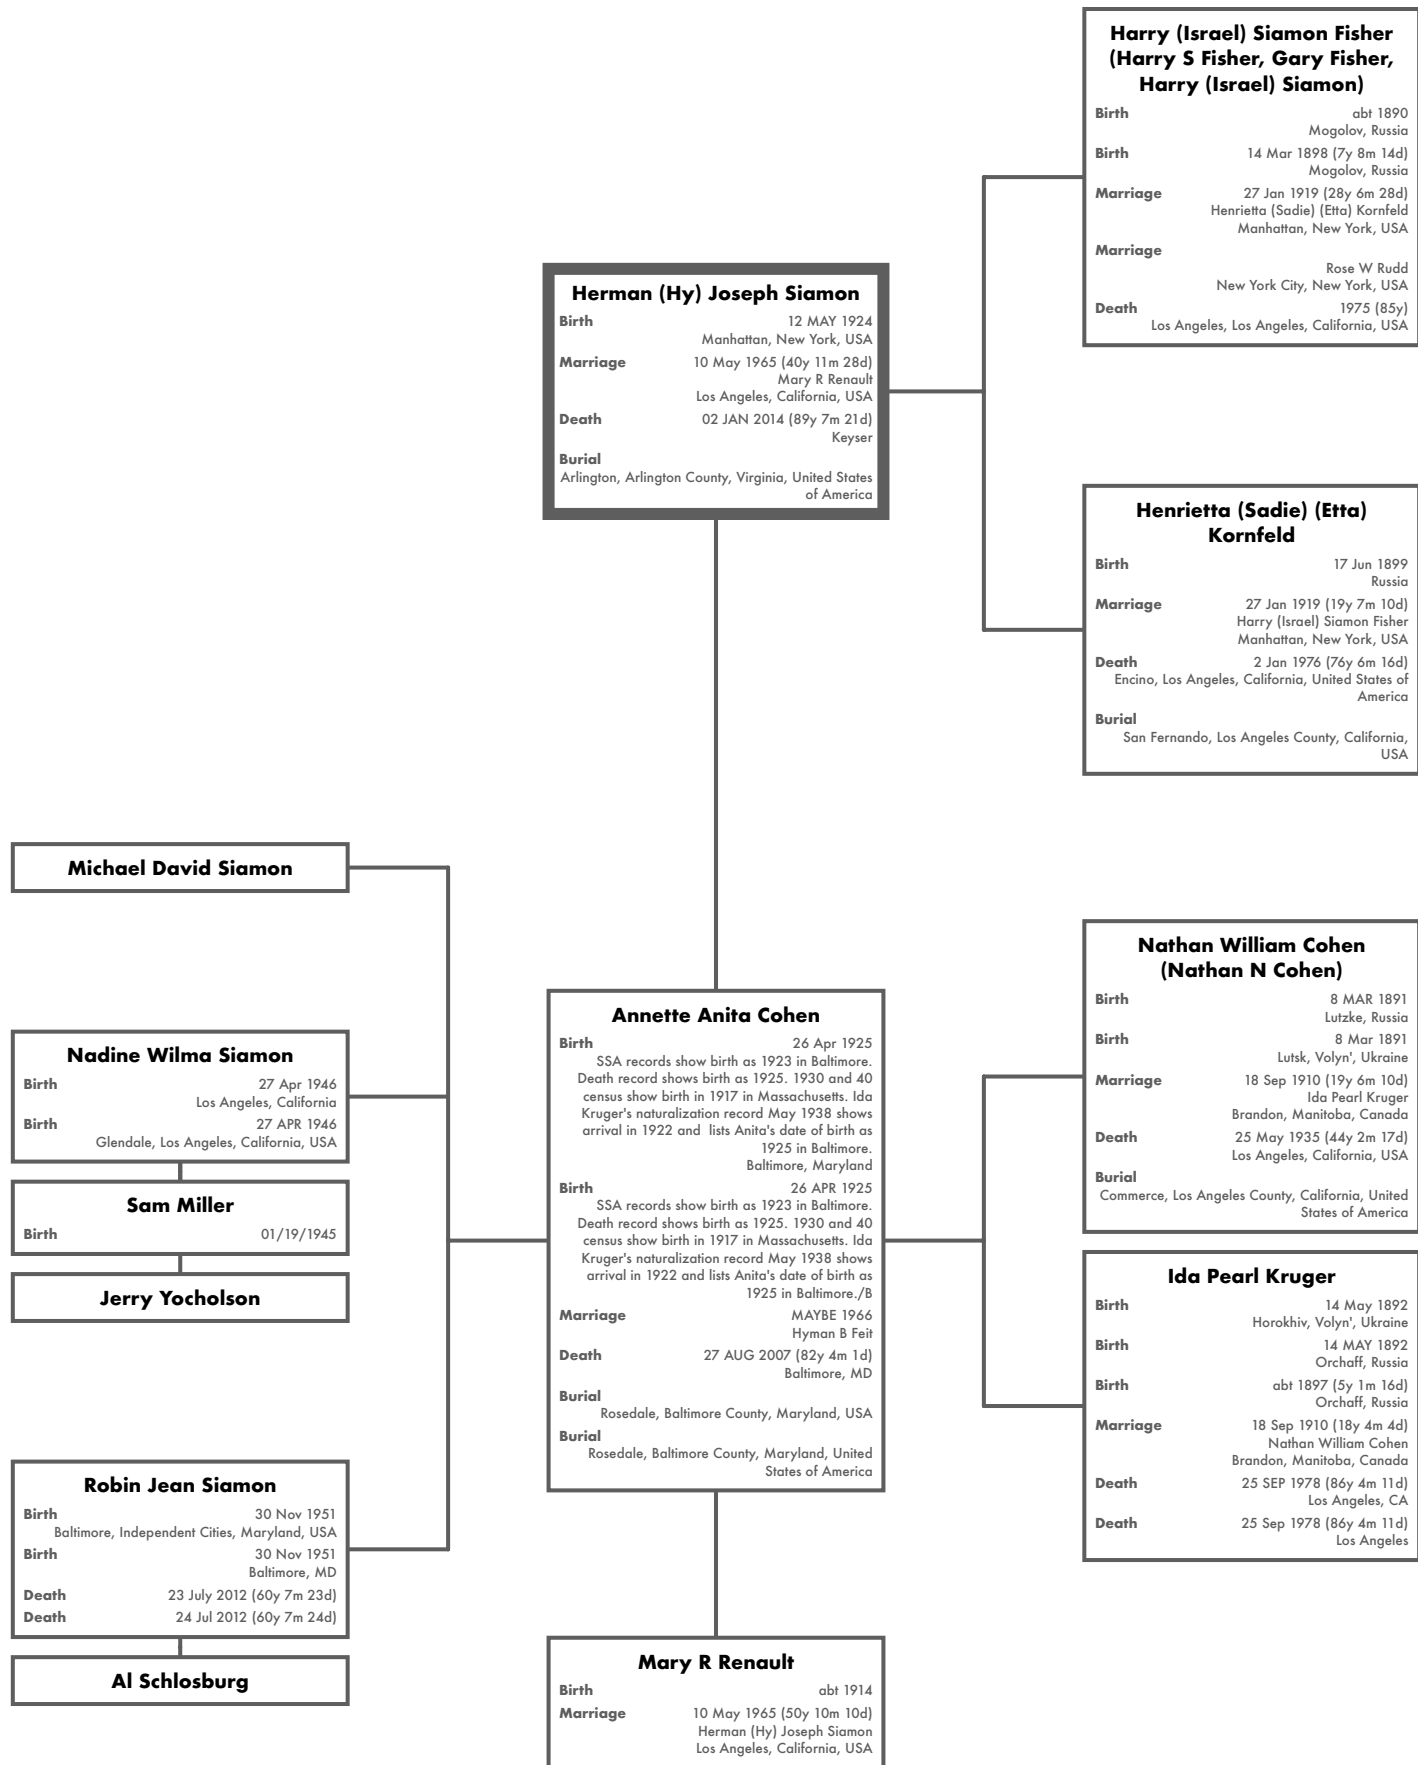 Harry (Israel) Siamon Fisher
(Harry S Fisher, Gary Fisher,
Harry (Israel) Siamon)
Birth abt 1890
Mogolov, Russia
Birth 14 Mar 1898 (7y 8m 14d)
Mogolov, Russia
Marriage 27 Jan 1919 (28y 6m 28d)
Henrietta (Sadie) (Etta) Kornfeld
Manhattan, New York, USA
Marriage
Rose W Rudd
New York City, New York, USA
Death 1975 (85y)
Los Angeles, Los Angeles, California, USA
Herman (Hy) Joseph Siamon
Birth 12 MAY 1924
Manhattan, New York, USA
Marriage 10 May 1965 (40y 11m 28d)
Mary R Renault
Los Angeles, California, USA
Death 02 JAN 2014 (89y 7m 21d)
Keyser
Burial
Arlington, Arlington County, Virginia, United States
of America
Henrietta (Sadie) (Etta)
Kornfeld
Birth 17 Jun 1899
Russia
Marriage 27 Jan 1919 (19y 7m 10d)
Harry (Israel) Siamon Fisher
Manhattan, New York, USA
Death 2 Jan 1976 (76y 6m 16d)
Encino, Los Angeles, California, United States of
America
Burial
San Fernando, Los Angeles County, California,
USA
Michael David Siamon
Nadine Wilma Siamon
Birth 27 Apr 1946
Los Angeles, California
Birth 27 APR 1946
Glendale, Los Angeles, California, USA
Sam Miller
Birth 01/19/1945
Jerry Yocholson
Robin Jean Siamon
Birth 30 Nov 1951
Baltimore, Independent Cities, Maryland, USA
Birth 30 Nov 1951
Baltimore, MD
Death 23 July 2012 (60y 7m 23d)
Death 24 Jul 2012 (60y 7m 24d)
Al Schlosburg
Annette Anita Cohen
Birth 26 Apr 1925
SSA records show birth as 1923 in Baltimore.
Death record shows birth as 1925. 1930 and 40
census show birth in 1917 in Massachusetts. Ida
Kruger's naturalization record May 1938 shows
arrival in 1922 and  lists Anita's date of birth as
1925 in Baltimore.
Baltimore, Maryland
Birth 26 APR 1925
SSA records show birth as 1923 in Baltimore.
Death record shows birth as 1925. 1930 and 40
census show birth in 1917 in Massachusetts. Ida
Kruger's naturalization record May 1938 shows
arrival in 1922 and lists Anita's date of birth as
1925 in Baltimore./B
Marriage MAYBE 1966
Hyman B Feit
Death 27 AUG 2007 (82y 4m 1d)
Baltimore, MD
Burial
Rosedale, Baltimore County, Maryland, USA
Burial
Rosedale, Baltimore County, Maryland, United
States of America
Mary R Renault
Birth abt 1914
Marriage 10 May 1965 (50y 10m 10d)
Herman (Hy) Joseph Siamon
Los Angeles, California, USA
Nathan William Cohen
(Nathan N Cohen)
Birth 8 MAR 1891
Lutzke, Russia
Birth 8 Mar 1891
Lutsk, Volyn', Ukraine
Marriage 18 Sep 1910 (19y 6m 10d)
Ida Pearl Kruger
Brandon, Manitoba, Canada
Death 25 May 1935 (44y 2m 17d)
Los Angeles, California, USA
Burial
Commerce, Los Angeles County, California, United
States of America
Ida Pearl Kruger
Birth 14 May 1892
Horokhiv, Volyn', Ukraine
Birth 14 MAY 1892
Orchaff, Russia
Birth abt 1897 (5y 1m 16d)
Orchaff, Russia
Marriage 18 Sep 1910 (18y 4m 4d)
Nathan William Cohen
Brandon, Manitoba, Canada
Death 25 SEP 1978 (86y 4m 11d)
Los Angeles, CA
Death 25 Sep 1978 (86y 4m 11d)
Los Angeles